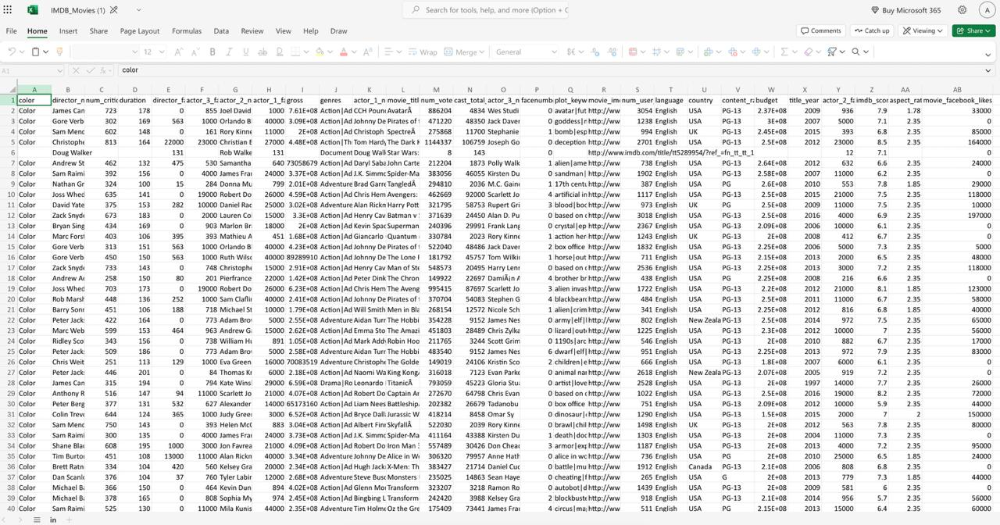 IMDB_Movies (1)
Search for tools, help, and more (Option +
Buy Microsoft 365
A
File Home Insert Share Page Layout Formulas Data Review View Help Draw
Comments Catch up Viewing Share
12 Wrap Merge General
A1 fx color
A B C D E F G H I J K L M N O P Q R S T U V W X Y Z AA AB
1 color director_n num_critic duration director_fa actor_3_fa actor_2_n actor_1_fa gross genres actor_1_n movie_titl num_vote cast_total_ actor_3_n facenumb plot_keyw movie_im num_user language country content_ra budget title_year actor_2_fa imdb_scor aspect_rat movie_facebook_likes
2 Color James Can 723 178 0 855 Joel David 1000 7.61E+08 Action|Ad CCH Poun AvatarÂ 886204 4834 Wes Studi 0 avatar|fut http://ww 3054 English USA PG-13 2.37E+08 2009 936 7.9 1.78 33000
3 Color Gore Verb 302 169 563 1000 Orlando Bl 40000 3.09E+08 Action|Ad Johnny De Pirates of t 471220 48350 Jack Daver 0 goddess|n http://ww 1238 English USA PG-13 3E+08 2007 5000 7.1 2.35 0
4 Color Sam Mend 602 148 0 161 Rory Kinne 11000 2E+08 Action|Ad Christoph SpectreÂ 275868 11700 Stephanie 1 bomb|esp http://ww 994 English UK PG-13 2.45E+08 2015 393 6.8 2.35 85000
5 Color Christophe 813 164 22000 23000 Christian B 27000 4.48E+08 Action|Th Tom Hardy The Dark K 1144337 106759 Joseph Go 0 deception http://ww 2701 English USA PG-13 2.5E+08 2012 23000 8.5 2.35 164000
6 Doug Walker 131 Rob Walke 131 Document Doug Walk Star Wars: 8 143 0 http://www.imdb.com/title/tt5289954/?ref_=fn_tt_tt_1 12 7.1 0
7 Color Andrew St 462 132 475 530 Samantha 640 73058679 Action|Ad Daryl Saba John Carte 212204 1873 Polly Walk 1 alien|ame http://ww 738 English USA PG-13 2.64E+08 2012 632 6.6 2.35 24000
8 Color Sam Raimi 392 156 0 4000 James Fran 24000 3.37E+08 Action|Ad J.K. Simmo Spider-Ma 383056 46055 Kirsten Du 0 sandman| http://ww 1902 English USA PG-13 2.58E+08 2007 11000 6.2 2.35 0
9 Color Nathan Gr 324 100 15 284 Donna Mu 799 2.01E+08 Adventure Brad Garre TangledÂ 294810 2036 M.C. Gaine 1 17th centu http://ww 387 English USA PG 2.6E+08 2010 553 7.8 1.85 29000
10 Color Joss Whed 635 141 0 19000 Robert Do 26000 4.59E+08 Action|Ad Chris Hem Avengers: 462669 92000 Scarlett Jo 4 artificial in http://ww 1117 English USA PG-13 2.5E+08 2015 21000 7.5 2.35 118000
11 Color David Yate 375 153 282 10000 Daniel Rac 25000 3.02E+08 Adventure Alan Rickn Harry Pott 321795 58753 Rupert Gri 3 blood|boo http://ww 973 English UK PG 2.5E+08 2009 11000 7.5 2.35 10000
12 Color Zack Snyde 673 183 0 2000 Lauren Col 15000 3.3E+08 Action|Ad Henry Cav Batman v 371639 24450 Alan D. Pu 0 based on c http://ww 3018 English USA PG-13 2.5E+08 2016 4000 6.9 2.35 197000
13 Color Bryan Sing 434 169 0 903 Marlon Br 18000 2E+08 Action|Ad Kevin Spac Superman 240396 29991 Frank Lang 0 crystal|ep http://ww 2367 English USA PG-13 2.09E+08 2006 10000 6.1 2.35 0
14 Color Marc Forst 403 106 395 393 Mathieu A 451 1.68E+08 Action|Ad Giancarlo Quantum 330784 2023 Rory Kinne 1 action her http://ww 1243 English UK PG-13 2E+08 2008 412 6.7 2.35 0
15 Color Gore Verb 313 151 563 1000 Orlando Bl 40000 4.23E+08 Action|Ad Johnny De Pirates of t 522040 48486 Jack Daver 2 box office http://ww 1832 English USA PG-13 2.25E+08 2006 5000 7.3 2.35 5000
16 Color Gore Verb 450 150 563 1000 Ruth Wilso 40000 89289910 Action|Ad Johnny De The Lone F 181792 45757 Tom Wilkin 1 horse|out http://ww 711 English USA PG-13 2.15E+08 2013 2000 6.5 2.35 48000
17 Color Zack Snyde 733 143 0 748 Christophe 15000 2.91E+08 Action|Ad Henry Cav Man of Ste 548573 20495 Harry Lenn 0 based on c http://ww 2536 English USA PG-13 2.25E+08 2013 3000 7.2 2.35 118000
18 Color Andrew Ac 258 150 80 201 Pierfrance 22000 1.42E+08 Action|Ad Peter Dink The Chron 149922 22697 DamiÃ¡n A 4 brother br http://ww 438 English USA PG 2.25E+08 2008 216 6.6 2.35 0
19 Color Joss Whed 703 173 0 19000 Robert Do 26000 6.23E+08 Action|Ad Chris Hem The Aveng 995415 87697 Scarlett Jo 3 alien invas http://ww 1722 English USA PG-13 2.2E+08 2012 21000 8.1 1.85 123000
20 Color Rob Marsh 448 136 252 1000 Sam Claflin 40000 2.41E+08 Action|Ad Johnny De Pirates of t 370704 54083 Stephen G 4 blackbeard http://ww 484 English USA PG-13 2.5E+08 2011 11000 6.7 2.35 58000
21 Color Barry Sonn 451 106 188 718 Michael St 10000 1.79E+08 Action|Ad Will Smith Men in Bla 268154 12572 Nicole Sch 1 alien|crim http://ww 341 English USA PG-13 2.25E+08 2012 816 6.8 1.85 40000
22 Color Peter Jacks 422 164 0 773 Adam Bro 5000 2.55E+08 Adventure Aidan Turr The Hobbi 354228 9152 James Nes 0 army|elf|l http://ww 802 English New Zeala PG-13 2.5E+08 2014 972 7.5 2.35 65000
23 Color Marc Web 599 153 464 963 Andrew G 15000 2.62E+08 Action|Ad Emma Sto The Amazi 451803 28489 Chris Zylka 0 lizard|out http://ww 1225 English USA PG-13 2.3E+08 2012 10000 7 2.35 56000
24 Color Ridley Sco 343 156 0 738 William Hu 891 1.05E+08 Action|Ad Mark Add Robin Hoo 211765 3244 Scott Grim 0 1190s|arc http://ww 546 English USA PG-13 2E+08 2010 882 6.7 2.35 17000
25 Color Peter Jacks 509 186 0 773 Adam Bro 5000 2.58E+08 Adventure Aidan Turr The Hobbi 483540 9152 James Nes 6 dwarf|elf| http://ww 951 English USA PG-13 2.25E+08 2013 972 7.9 2.35 83000
26 Color Chris Weit 251 113 129 1000 Eva Green 16000 70083519 Adventure Christophe The Golde 149019 24106 Kristin Sco 2 children|e http://ww 666 English USA PG-13 1.8E+08 2007 6000 6.1 2.35 0
27 Color Peter Jack 446 201 0 84 Thomas Kr 6000 2.18E+08 Action|Ad Naomi Wa King Kong 316018 7123 Evan Parke 0 animal nar http://ww 2618 English New Zeala PG-13 2.07E+08 2005 919 7.2 2.35 0
28 Color James Can 315 194 0 794 Kate Wins 29000 6.59E+08 Drama|Ro Leonardo TitanicÂ 793059 45223 Gloria Stua 0 artist|love http://ww 2528 English USA PG-13 2E+08 1997 14000 7.7 2.35 26000
29 Color Anthony R 516 147 94 11000 Scarlett Jo 21000 4.07E+08 Action|Ad Robert Do Captain Ar 272670 64798 Chris Evan 0 based on c http://ww 1022 English USA PG-13 2.5E+08 2016 19000 8.2 2.35 72000
30 Color Peter Berg 377 131 532 627 Alexander 14000 65173160 Action|Ad Liam Nees Battleship 202382 26679 Tadanobu 0 box office http://ww 751 English USA PG-13 2.09E+08 2012 10000 5.9 2.35 44000
31 Color Colin Trev 644 124 365 1000 Judy Greer 3000 6.52E+08 Action|Ad Bryce Dalla Jurassic W 418214 8458 Omar Sy 0 dinosaur|d http://ww 1290 English USA PG-13 1.5E+08 2015 2000 7 2 150000
32 Color Sam Mend 750 143 0 393 Helen McC 883 3.04E+08 Action|Ad Albert Finn SkyfallÂ 522030 2039 Rory Kinne 0 brawl|chil http://ww 1498 English UK PG-13 2E+08 2012 563 7.8 2.35 80000
33 Color Sam Raimi 300 135 0 4000 James Fran 24000 3.73E+08 Action|Ad J.K. Simmo Spider-Ma 411164 43388 Kirsten Du 1 death|doc http://ww 1303 English USA PG-13 2E+08 2004 11000 7.3 2.35 0
34 Color Shane Blac 608 195 1000 3000 Jon Favrea 21000 4.09E+08 Action|Ad Robert Do Iron Man 3 557489 30426 Don Cheac 3 armor|exp http://ww 1187 English USA PG-13 2E+08 2013 4000 7.2 2.35 95000
35 Color Tim Burton 451 108 13000 11000 Alan Rickm 40000 3.34E+08 Adventure Johnny De Alice in Wo 306320 79957 Anne Hath 0 alice in wo http://ww 736 English USA PG 2E+08 2010 25000 6.5 1.85 24000
36 Color Brett Ratn 334 104 420 560 Kelsey Gra 20000 2.34E+08 Action|Ad Hugh Jack X-Men: Th 383427 21714 Daniel Cuc 0 battle|mu http://ww 1912 English Canada PG-13 2.1E+08 2006 808 6.8 2.35 0
37 Color Dan Scanlo 376 104 37 760 Tyler Labin 12000 2.68E+08 Adventure Steve Busc Monsters 235025 14863 Sean Haye 0 cheating|f http://ww 265 English USA G 2E+08 2013 779 7.3 1.85 44000
38 Color Michael B 366 150 0 464 Kevin Dun 894 4.02E+08 Action|Ad Glenn Mo Transform 323207 3218 Ramon Ro 0 autobot|d http://ww 1439 English USA PG-13 2E+08 2009 581 6 2.35 0
39 Color Michael B 378 165 0 808 Sophia My 974 2.45E+08 Action|Ad Bingbing L Transform 242420 3988 Kelsey Gra 2 blockbuste http://ww 918 English USA PG-13 2.1E+08 2014 956 5.7 2.35 56000
40 Color Sam Raimi 525 130 0 11000 Mila Kunis 44000 2.35E+08 Adventure Tim Holme Oz the Gre 175409 73441 James Fran 4 circus|mag http://ww 511 English USA PG 2.15E+08 2013 15000 6.4 2.35 60000
in